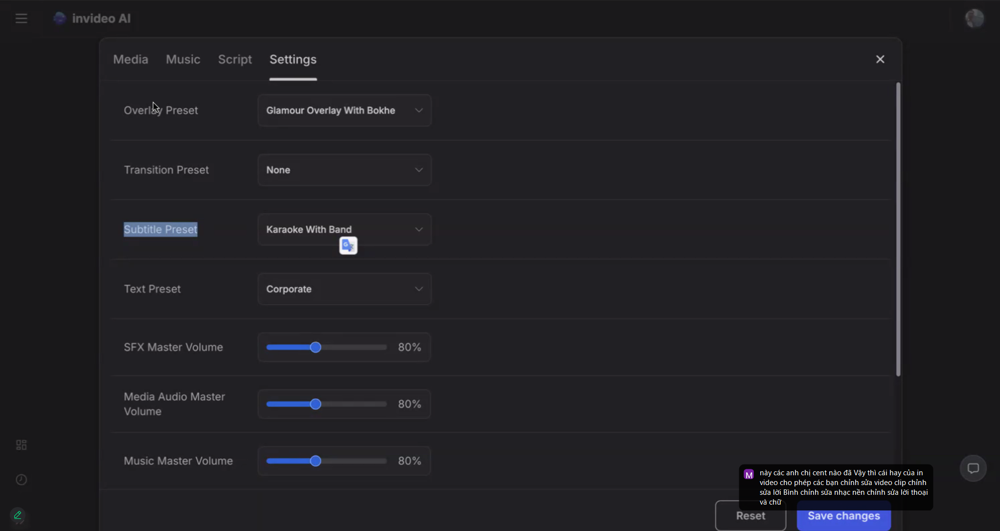 invideo AI
Media Music Script Settings
Overlay Preset Glamour Overlay With Bokhe
Transition Preset None
Subtitle Preset Karaoke With Band
Text Preset Corporate
SFX Master Volume 80%
Media Audio Master
Volume 80%
Music Master Volume 80%
M
này các anh chị cent nào đã Vậy thì cái hay của in
video cho phép các bạn chỉnh sửa video clip chỉnh
sửa lời Bình chỉnh sửa nhạc nền chỉnh sửa lời thoại
và chữ
Reset Save changes